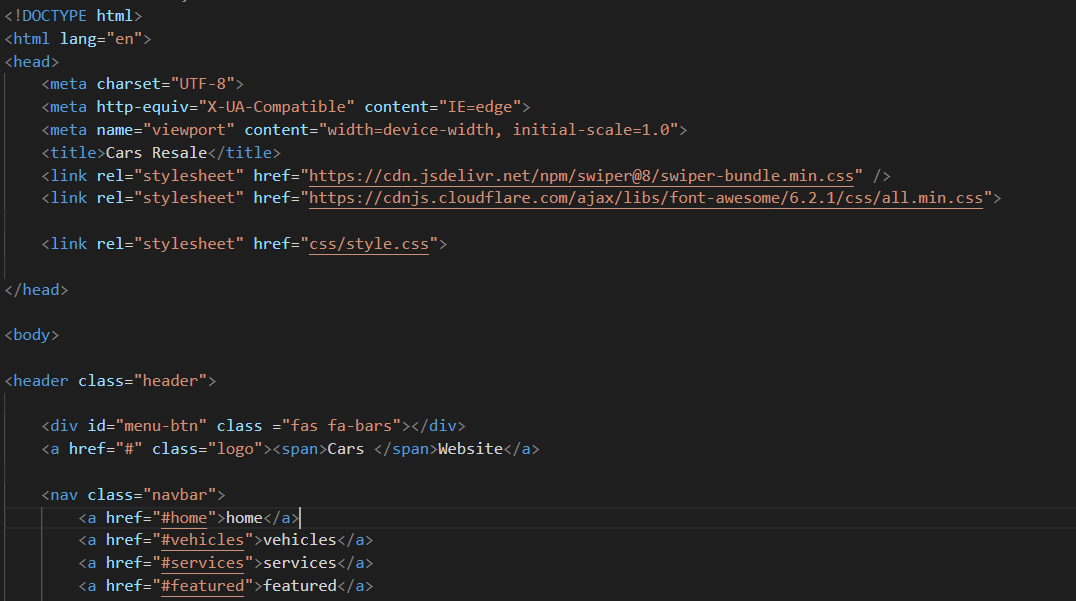 <!DOCTYPE html>
<html lang="en">
<head>
    <meta charset="UTF-8">
    <meta http-equiv="X-UA-Compatible" content="IE=edge">
    <meta name="viewport" content="width=device-width, initial-scale=1.0">
    <title>Cars Resale</title>
    <link rel="stylesheet" href="https://cdn.jsdelivr.net/npm/swiper@8/swiper-bundle.min.css" />
    <link rel="stylesheet" href="https://cdnjs.cloudflare.com/ajax/libs/font-awesome/6.2.1/css/all.min.css">

    <link rel="stylesheet" href="css/style.css">

</head>

<body>

<header class="header">

    <div id="menu-btn" class ="fas fa-bars"></div>
    <a href="#" class="logo"><span>Cars </span>Website</a>

    <nav class="navbar">
        <a href="#home">home</a>
        <a href="#vehicles">vehicles</a>
        <a href="#services">services</a>
        <a href="#featured">featured</a>